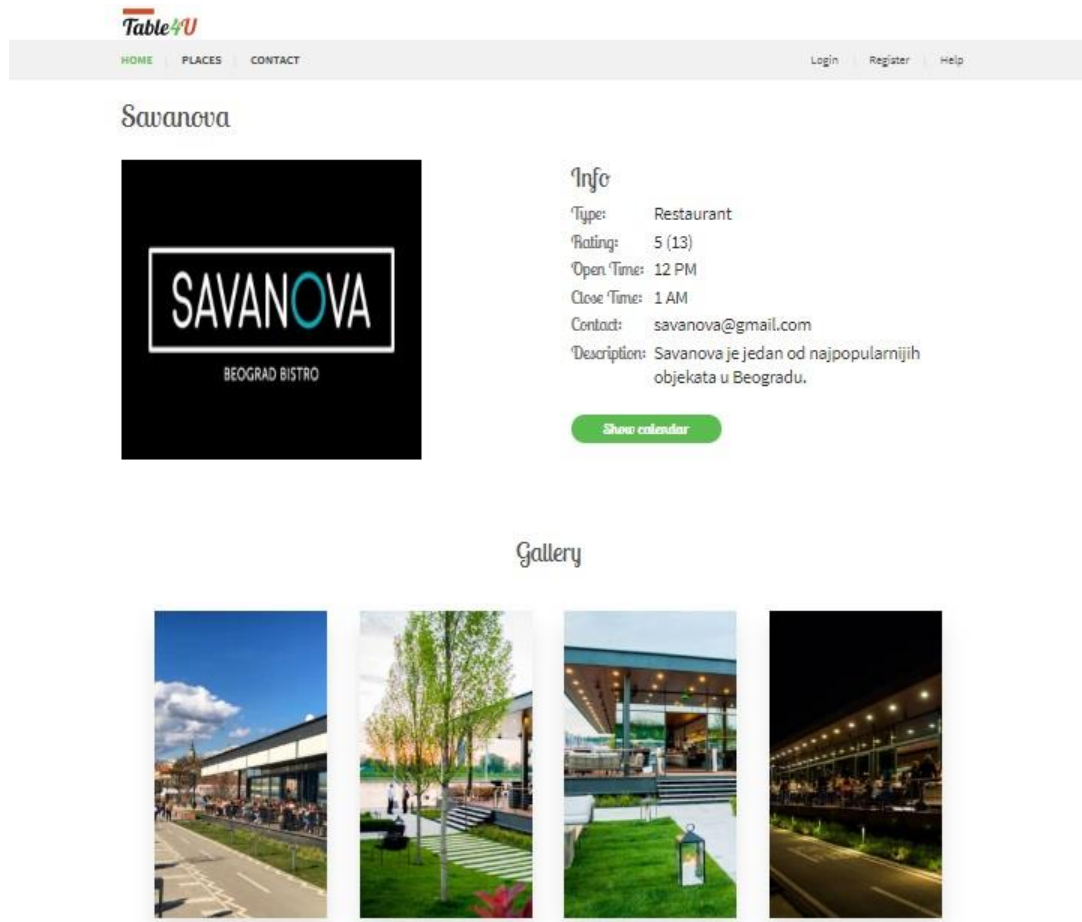 Table4U
HOME PLACES CONTACT Login Register Help
Savanova
SAVANOVA
BEOGRAD BISTRO
Info
Type: Restaurant
Rating: 5 (13)
Open Time: 12 PM
Close Time: 1 AM
Contact: savanova@gmail.com
Description: Savanova je jedan od najpopularnijih
objekata u Beogradu.
Show calendar
Gallery